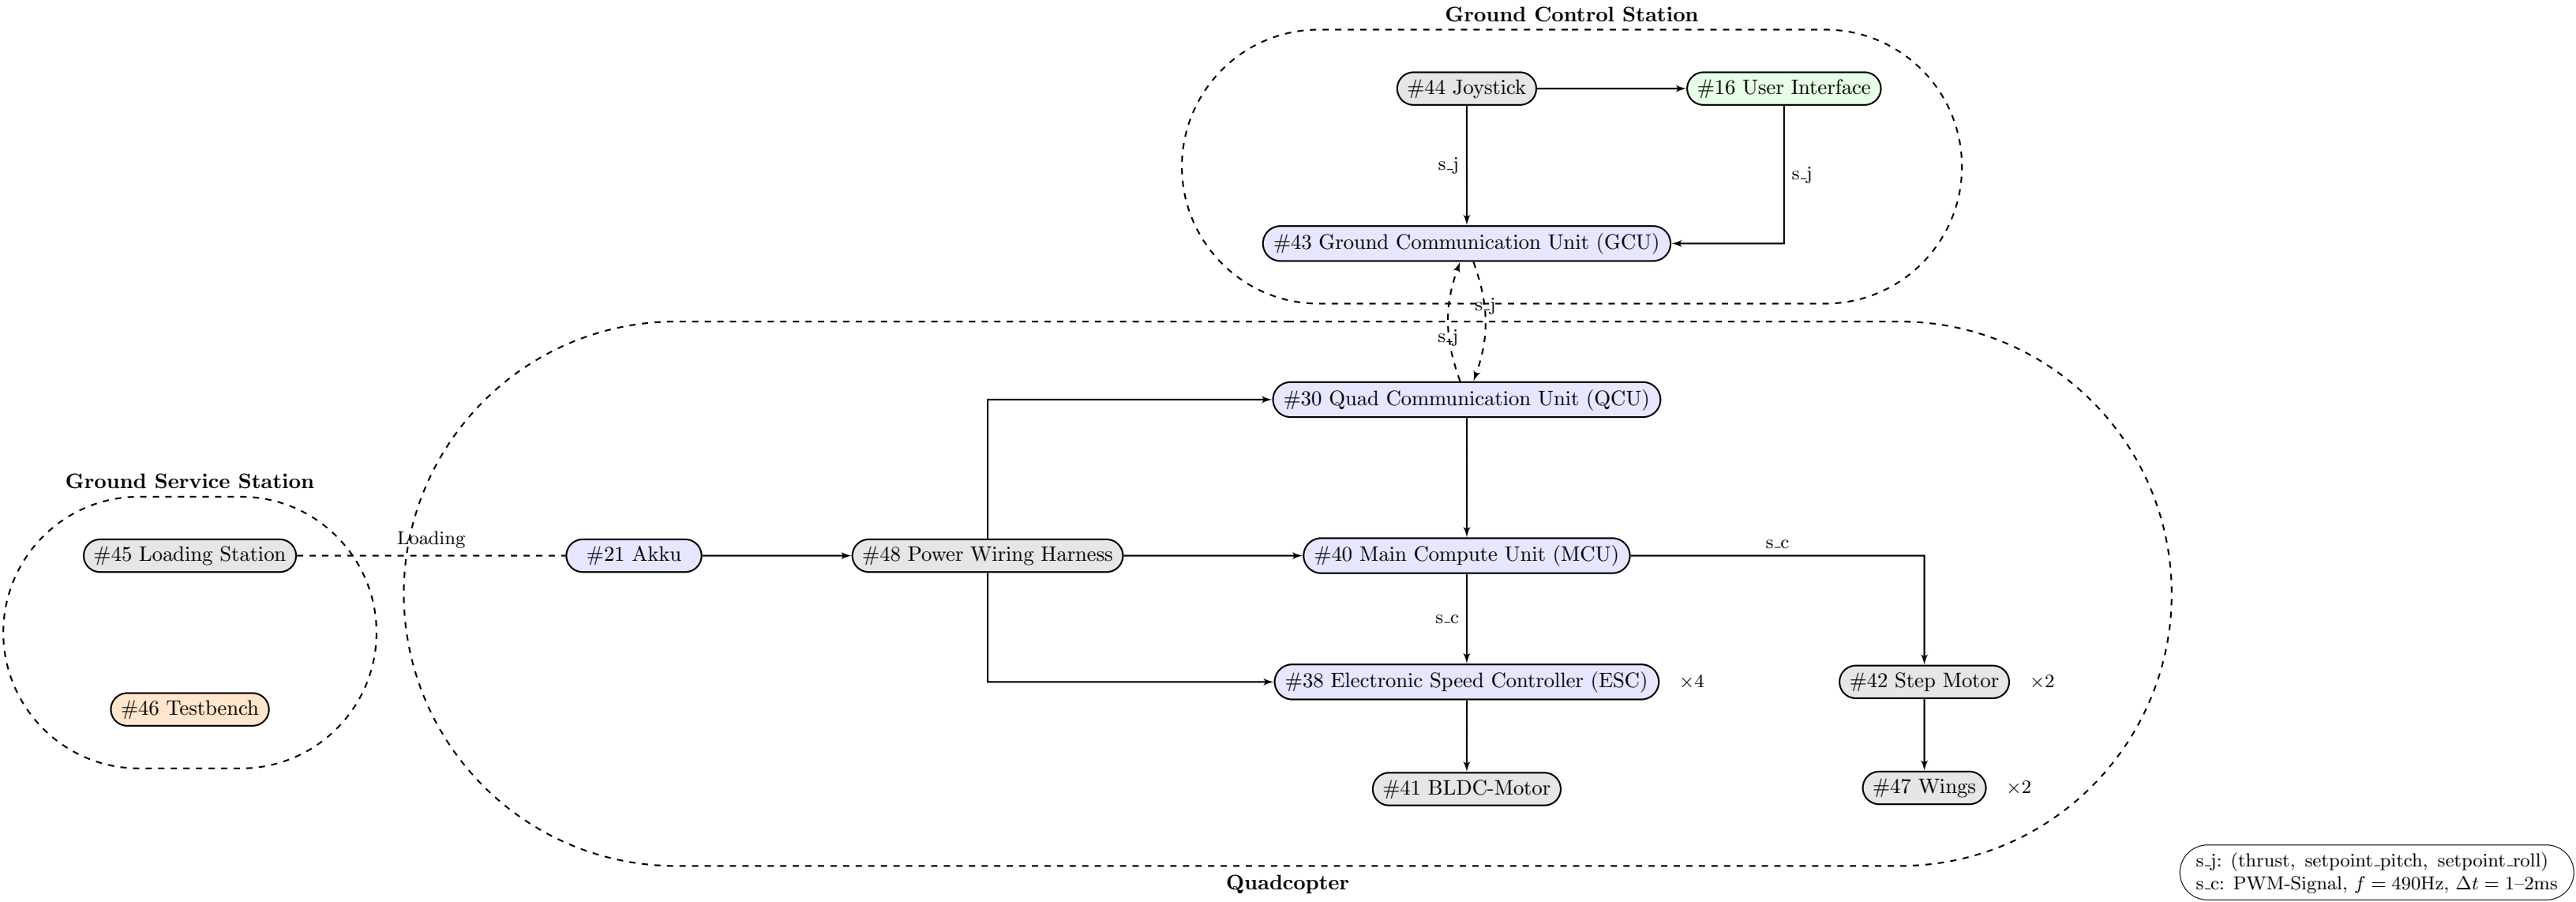 Ground Control Station
#44 Joystick
#16 User Interface
s_j
s_j
#43 Ground Communication Unit (GCU)
s_j
s_j
#30 Quad Communication Unit (QCU)
Ground Service Station
Loading
#45 Loading Station
#21 Akku
#48 Power Wiring Harness
#40 Main Compute Unit (MCU)
s_c
s_c
#46 Testbench
#38 Electronic Speed Controller (ESC)
×4
#42 Step Motor
×2
#41 BLDC-Motor
#47 Wings
×2
Quadcopter
s_j: (thrust, setpoint_pitch, setpoint_roll)
s_c: PWM-Signal, f = 490Hz, Δt = 1–2ms